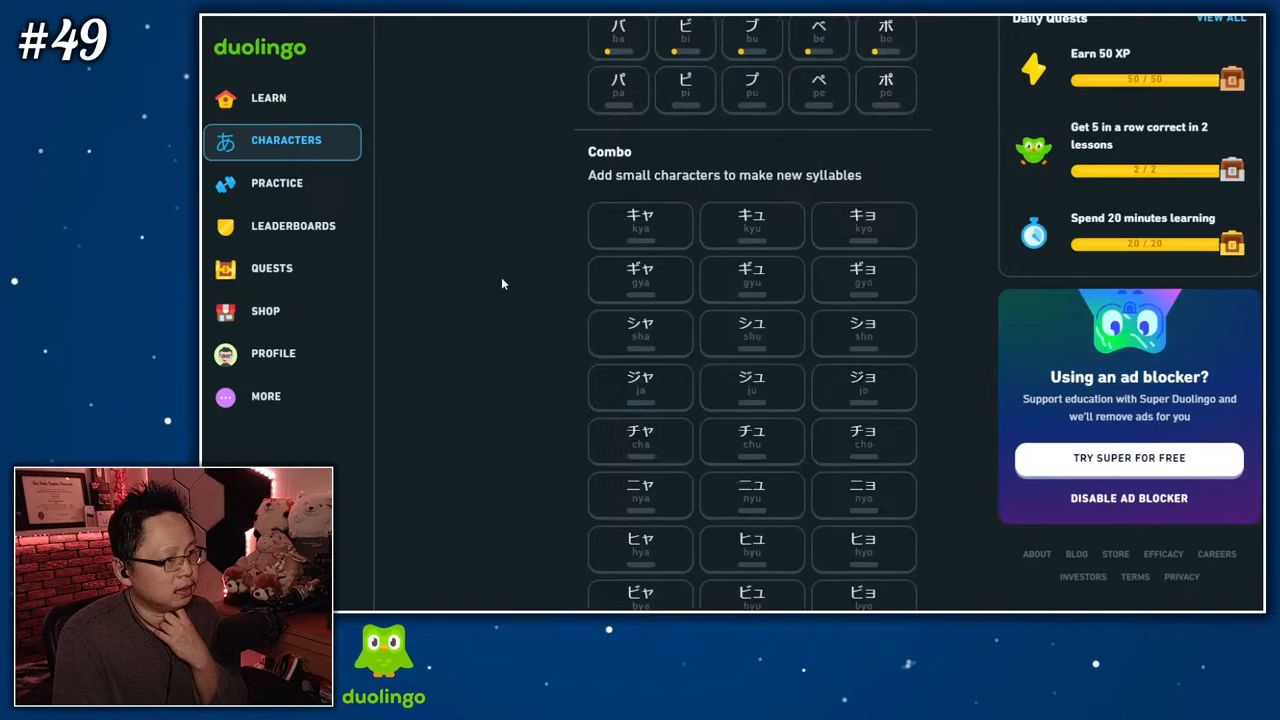 #49
duolingo
LEARN
CHARACTERS
PRACTICE
LEADERBOARDS
QUESTS
SHOP
PROFILE
MORE
バ ビ ブ ベ ボ
ba bi bu be bo
パ ピ プ ペ ポ
pa pi pu pe po
Combo
Add small characters to make new syllables
キャ キュ キョ
kya kyu kyo
ギャ ギュ ギョ
gya gyu gyo
シャ シュ ショ
sha shu sho
ジャ ジュ ジョ
ja ju jo
チャ チュ チョ
cha chu cho
ニャ ニュ ニョ
nya nyu nyo
ヒャ ヒュ ヒョ
hya hyu hyo
ビャ ビュ ビョ
bya byu byo
Daily Quests
VIEW ALL
Earn 50 XP
50 / 50
Get 5 in a row correct in 2
lessons
2 / 2
Spend 20 minutes learning
20 / 20
Using an ad blocker?
Support education with Super Duolingo and
we'll remove ads for you
TRY SUPER FOR FREE
DISABLE AD BLOCKER
ABOUT BLOG STORE EFFICACY CAREERS
INVESTORS TERMS PRIVACY
duolingo